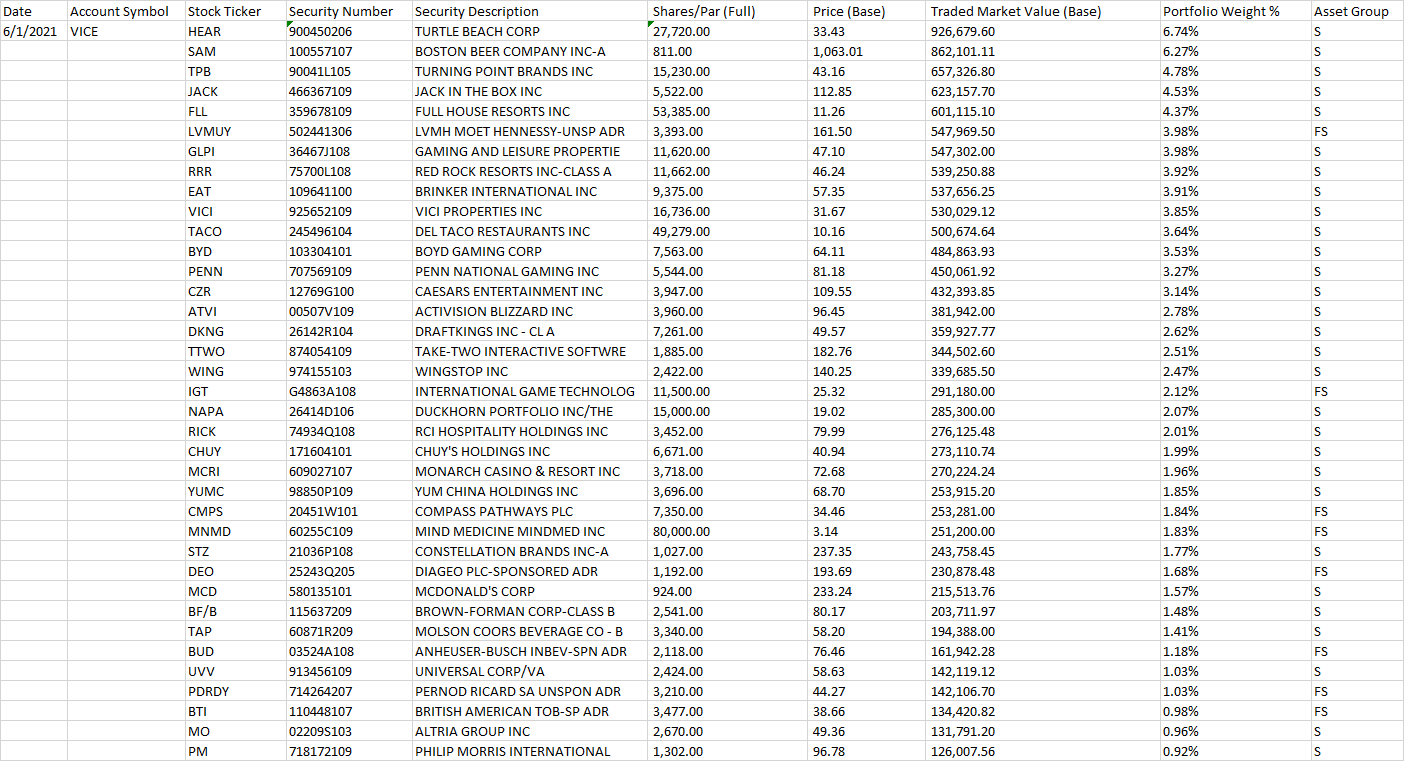 Date Account Symbol Stock Ticker Security Number Security Description Shares/Par (Full) Price (Base) Traded Market Value (Base) Portfolio Weight % Asset Group
6/1/2021 VICE HEAR 900450206 TURTLE BEACH CORP 27,720.00 33.43 926,679.60 6.74% S
SAM 100557107 BOSTON BEER COMPANY INC-A 811.00 1,063.01 862,101.11 6.27% S
TPB 90041L105 TURNING POINT BRANDS INC 15,230.00 43.16 657,326.80 4.78% S
JACK 466367109 JACK IN THE BOX INC 5,522.00 112.85 623,157.70 4.53% S
FLL 359678109 FULL HOUSE RESORTS INC 53,385.00 11.26 601,115.10 4.37% S
LVMUY 502441306 LVMH MOET HENNESSY-UNSP ADR 3,393.00 161.50 547,969.50 3.98% FS
GLPI 36467J108 GAMING AND LEISURE PROPERTIE 11,620.00 47.10 547,302.00 3.98% S
RRR 75700L108 RED ROCK RESORTS INC-CLASS A 11,662.00 46.24 539,250.88 3.92% S
EAT 109641100 BRINKER INTERNATIONAL INC 9,375.00 57.35 537,656.25 3.91% S
VICI 925652109 VICI PROPERTIES INC 16,736.00 31.67 530,029.12 3.85% S
TACO 245496104 DEL TACO RESTAURANTS INC 49,279.00 10.16 500,674.64 3.64% S
BYD 103304101 BOYD GAMING CORP 7,563.00 64.11 484,863.93 3.53% S
PENN 707569109 PENN NATIONAL GAMING INC 5,544.00 81.18 450,061.92 3.27% S
CZR 12769G100 CAESARS ENTERTAINMENT INC 3,947.00 109.55 432,393.85 3.14% S
ATVI 00507V109 ACTIVISION BLIZZARD INC 3,960.00 96.45 381,942.00 2.78% S
DKNG 26142R104 DRAFTKINGS INC - CL A 7,261.00 49.57 359,927.77 2.62% S
TTWO 874054109 TAKE-TWO INTERACTIVE SOFTWRE 1,885.00 182.76 344,502.60 2.51% S
WING 974155103 WINGSTOP INC 2,422.00 140.25 339,685.50 2.47% S
IGT G4863A108 INTERNATIONAL GAME TECHNOLOG 11,500.00 25.32 291,180.00 2.12% FS
NAPA 26414D106 DUCKHORN PORTFOLIO INC/THE 15,000.00 19.02 285,300.00 2.07% S
RICK 74934Q108 RCI HOSPITALITY HOLDINGS INC 3,452.00 79.99 276,125.48 2.01% S
CHUY 171604101 CHUY'S HOLDINGS INC 6,671.00 40.94 273,110.74 1.99% S
MCRI 609027107 MONARCH CASINO & RESORT INC 3,718.00 72.68 270,224.24 1.96% S
YUMC 98850P109 YUM CHINA HOLDINGS INC 3,696.00 68.70 253,915.20 1.85% S
CMPS 20451W101 COMPASS PATHWAYS PLC 7,350.00 34.46 253,281.00 1.84% FS
MNMD 60255C109 MIND MEDICINE MINDMED INC 80,000.00 3.14 251,200.00 1.83% FS
STZ 21036P108 CONSTELLATION BRANDS INC-A 1,027.00 237.35 243,758.45 1.77% S
DEO 25243Q205 DIAGEO PLC-SPONSORED ADR 1,192.00 193.69 230,878.48 1.68% FS
MCD 580135101 MCDONALD'S CORP 924.00 233.24 215,513.76 1.57% S
BF/B 115637209 BROWN-FORMAN CORP-CLASS B 2,541.00 80.17 203,711.97 1.48% S
TAP 60871R209 MOLSON COORS BEVERAGE CO - B 3,340.00 58.20 194,388.00 1.41% S
BUD 03524A108 ANHEUSER-BUSCH INBEV-SPN ADR 2,118.00 76.46 161,942.28 1.18% FS
UVV 913456109 UNIVERSAL CORP/VA 2,424.00 58.63 142,119.12 1.03% S
PDRDY 714264207 PERNOD RICARD SA UNSPON ADR 3,210.00 44.27 142,106.70 1.03% FS
BTI 110448107 BRITISH AMERICAN TOB-SP ADR 3,477.00 38.66 134,420.82 0.98% FS
MO 02209S103 ALTRIA GROUP INC 2,670.00 49.36 131,791.20 0.96% S
PM 718172109 PHILIP MORRIS INTERNATIONAL 1,302.00 96.78 126,007.56 0.92% S